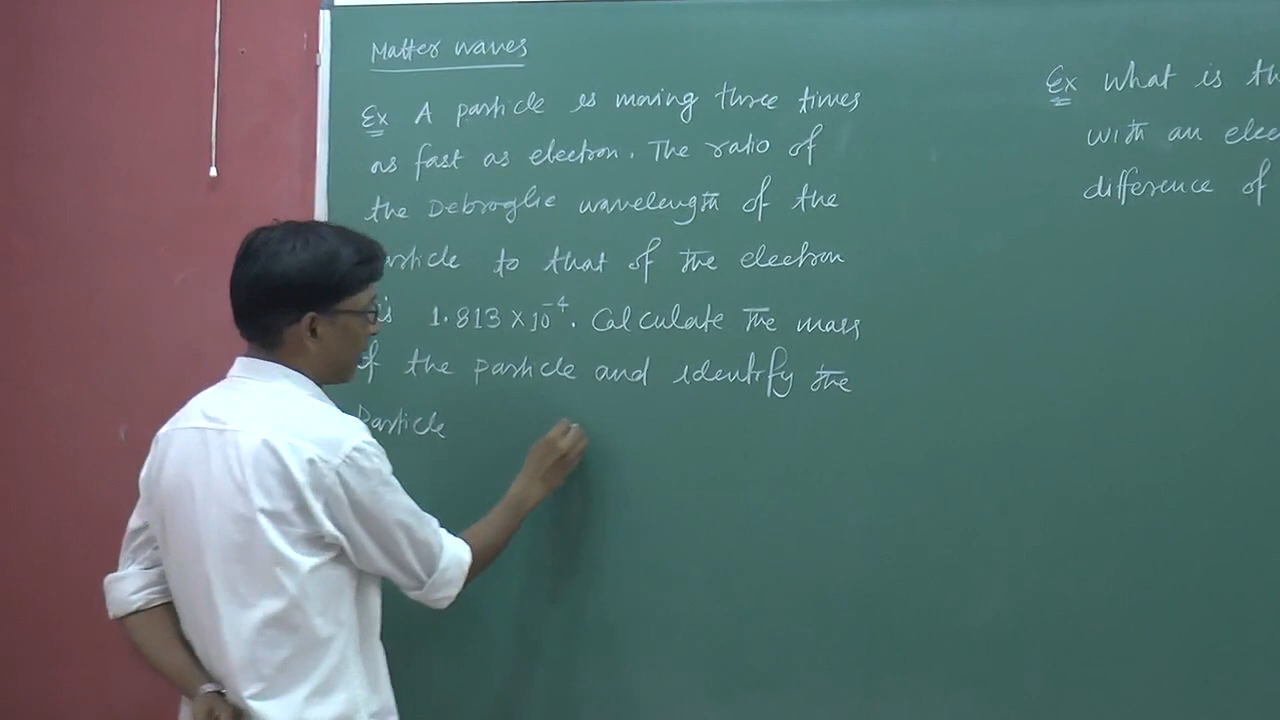 Matter waves
Ex A particle is moving three times
as fast as electron. The ratio of
the Debroglie wavelength of the
particle to that of the electron
is 1.813 × 10⁻⁴. Calculate the mass
of the particle and identify the
Particle
Ex what is
with an
difference of